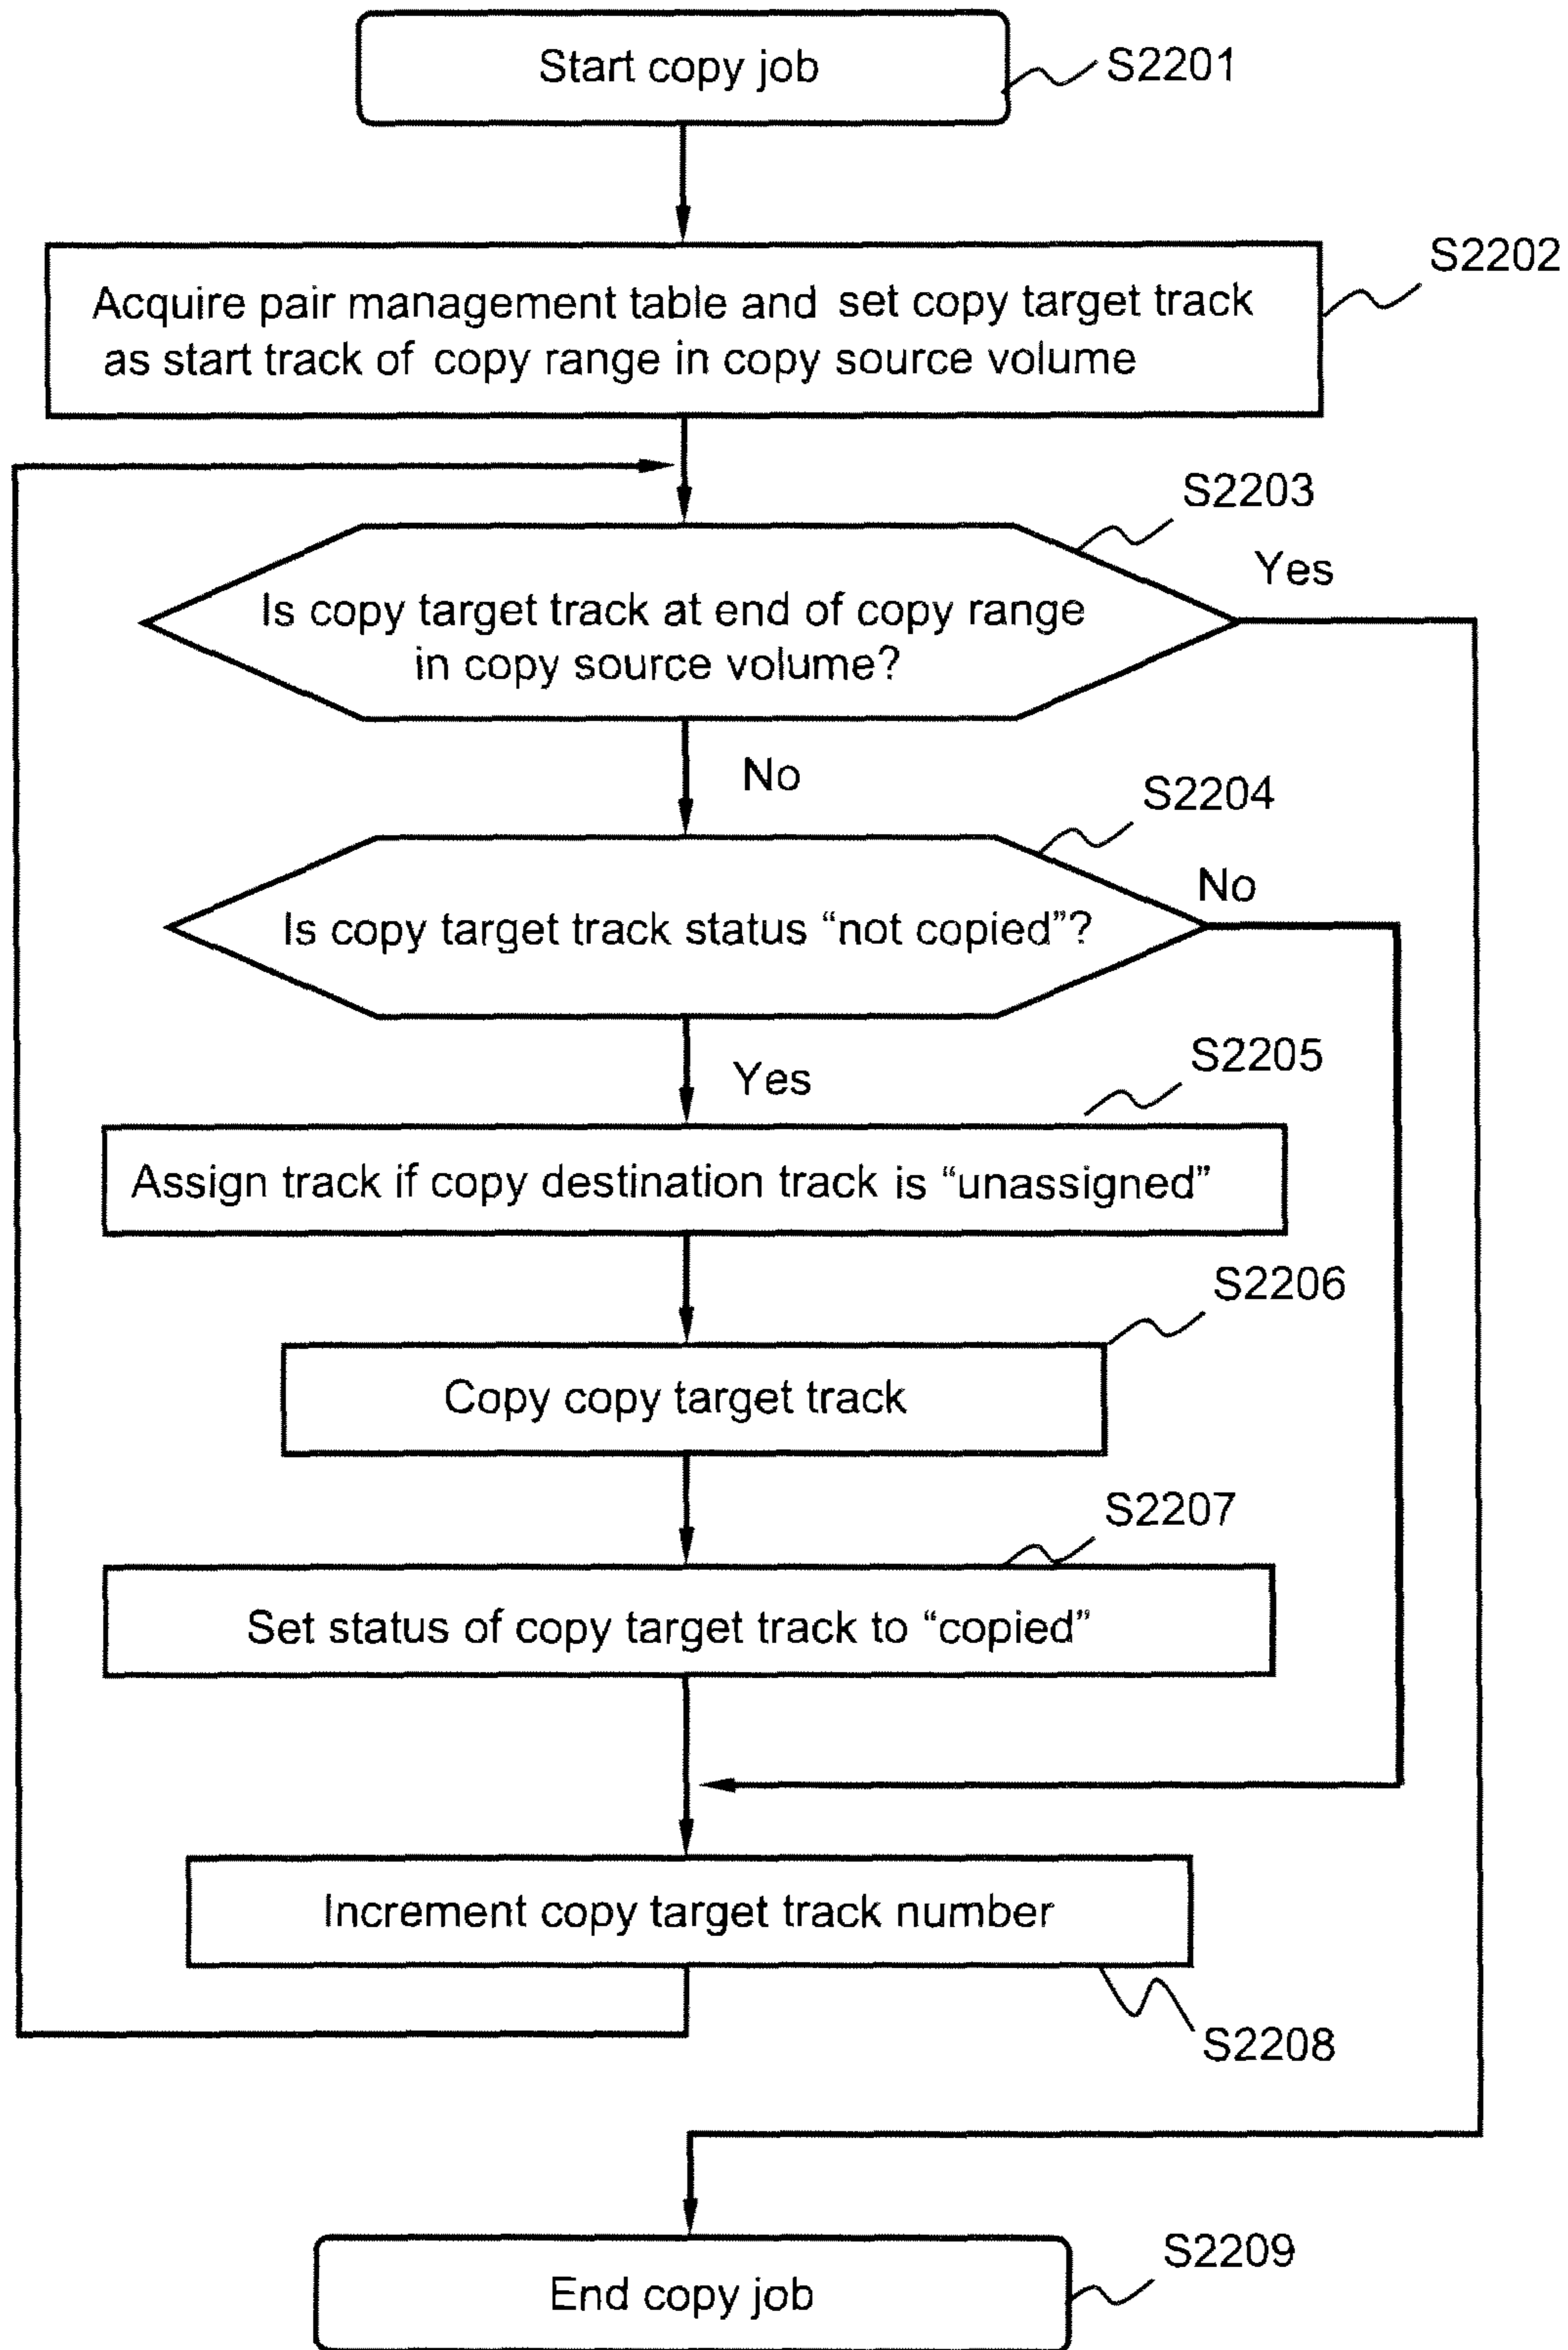 Start copy job
S2201
S2202
Acquire pair management table and set copy target track
as start track of copy range in copy source volume
S2203
Yes
Is copy target track at end of copy range
in copy source volume?
No
S2204
No
Is copy target track status “not copied”?
Yes
S2205
Assign track if copy destination track is “unassigned”
S2206
Copy copy target track
S2207
Set status of copy target track to “copied”
Increment copy target track number
S2208
S2209
End copy job